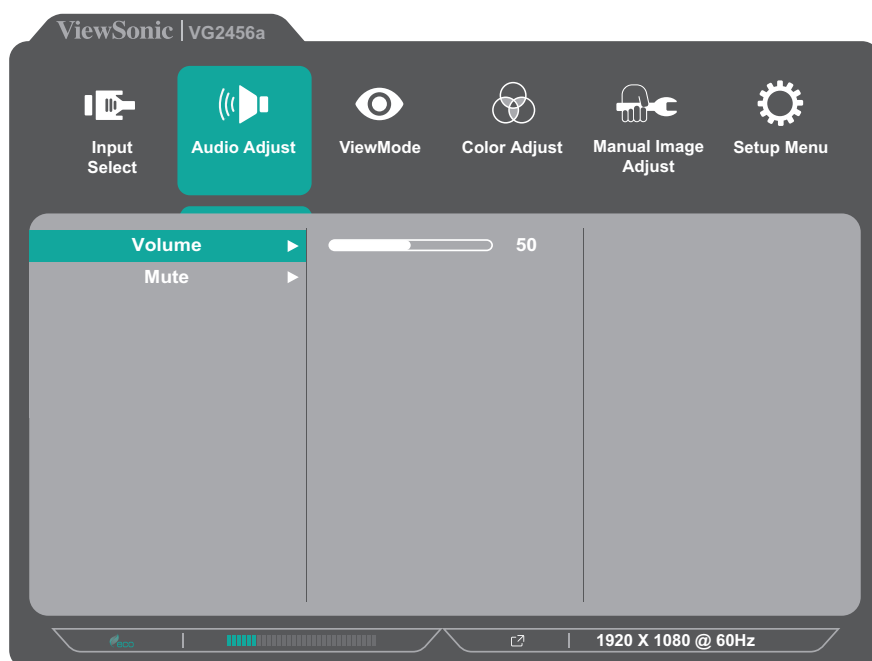 ViewSonic | VG2456a
Input
Select
Audio Adjust
ViewMode
Color Adjust
Manual Image
Adjust
Setup Menu
Volume
50
Mute
eco
1920 X 1080 @ 60Hz